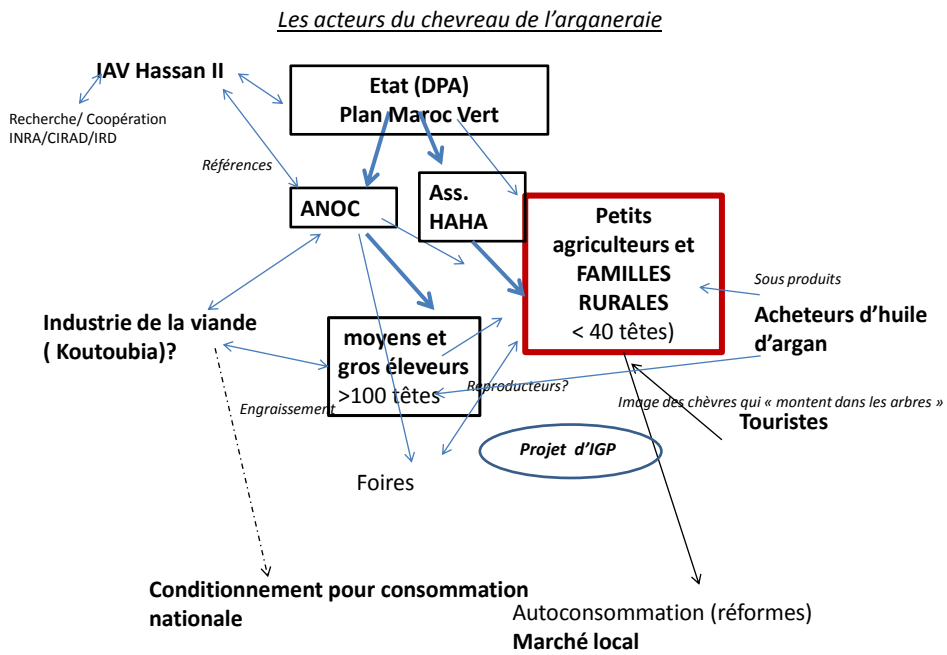 Les acteurs du chevreau de l'arganeraie
IAV Hassan II
Etat (DPA)
Plan Maroc Vert
Recherche/ Coopération
INRA/CIRAD/IRD
Références
ANOC
Ass.
HAHA
Petits
agriculteurs et
FAMILLES
RURALES
< 40 têtes)
Sous produits
Acheteurs d'huile
d'argan
Industrie de la viande
( Koutoubia)?
moyens et
gros éleveurs
>100 têtes
Reproducteurs?
Engraissement
Image des chèvres qui « montent dans les arbres »
Touristes
Projet d'IGP
Foires
Conditionnement pour consommation
nationale
Autoconsommation (réformes)
Marché local